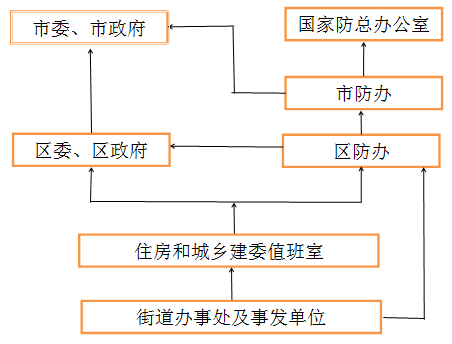 市委、市政府
国家防总办公室
市防办
区委、区政府
区防办
住房和城乡建委值班室
街道办事处及事发单位